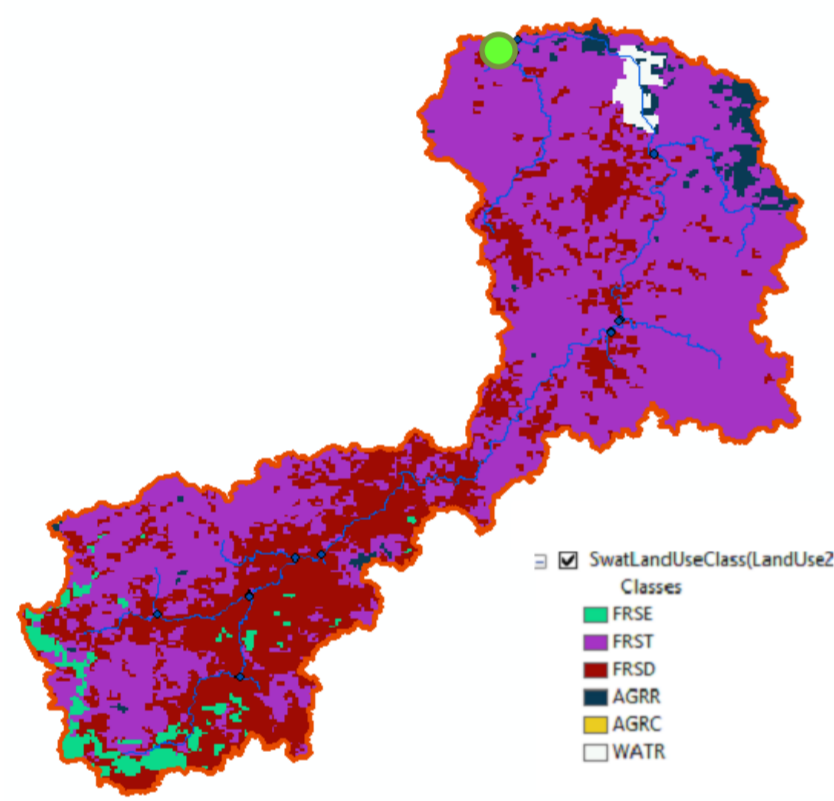 SwatLandUseClass(LandUse2
Classes
FRSE
FRST
FRSD
AGRR
AGRC
WATR